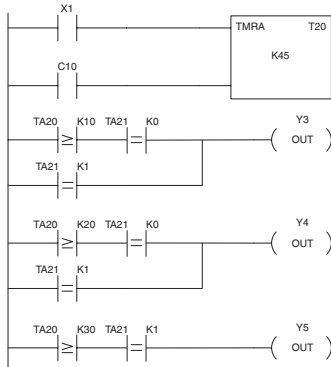 X1
TMRA T20
K45
C10
TA20 K10 TA21 K0
≥ =
Y3
OUT
TA21 K1
=
TA20 K20 TA21 K0
≥ =
Y4
OUT
TA21 K1
=
TA20 K30 TA21 K1
≥ =
Y5
OUT